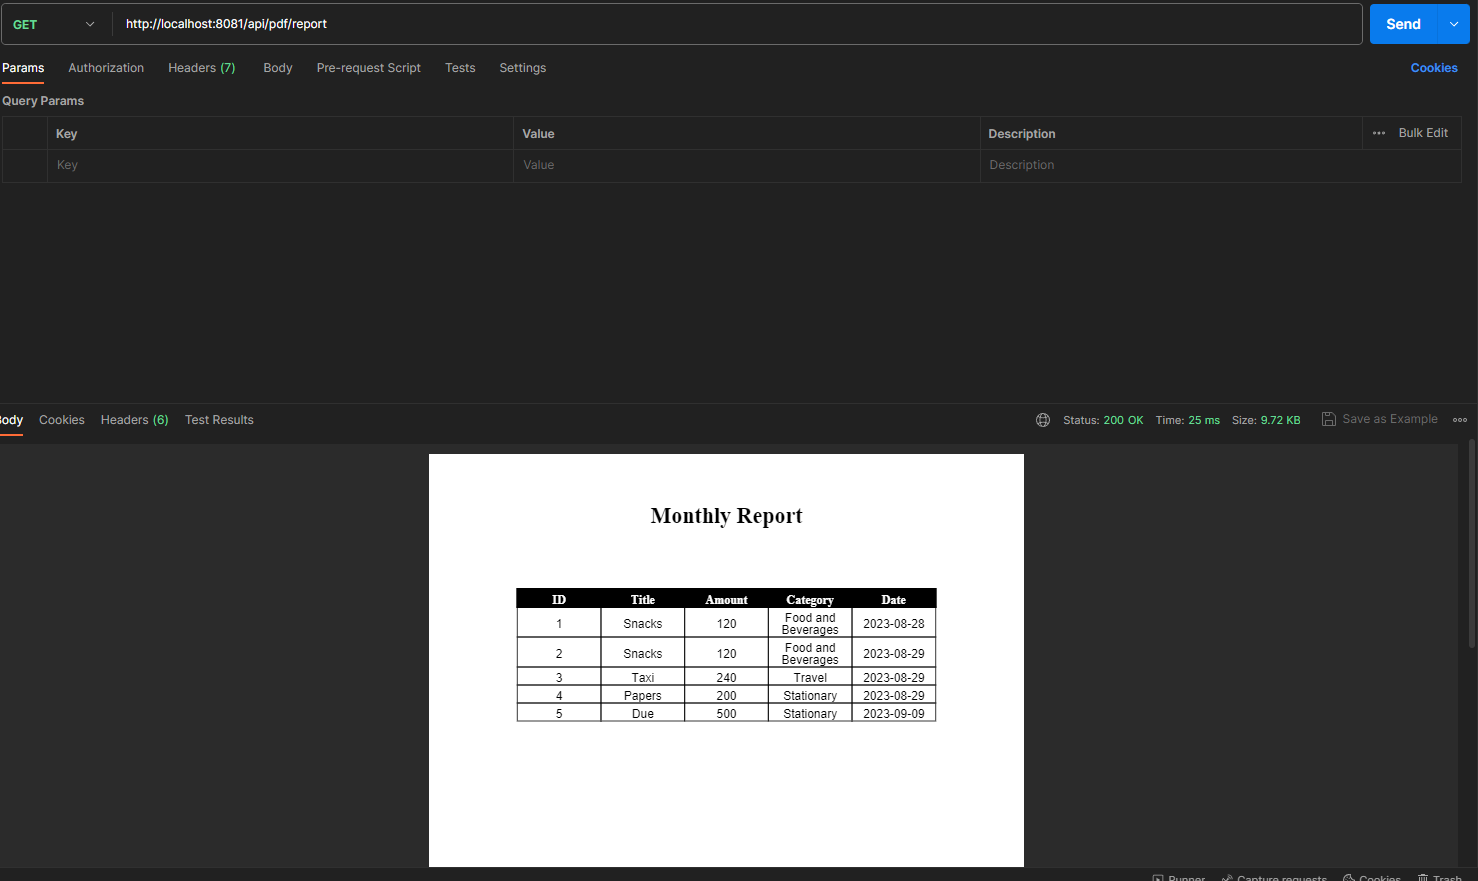 GET http://localhost:8081/api/pdf/report Send
Params Authorization Headers (7) Body Pre-request Script Tests Settings Cookies
Query Params
Key Value Description ••• Bulk Edit
Key Value Description
Body Cookies Headers (6) Test Results Status: 200 OK Time: 25 ms Size: 9.72 KB Save as Example
Monthly Report
ID Title Amount Category Date
1 Snacks 120 Food and Beverages 2023-08-28
2 Snacks 120 Food and Beverages 2023-08-29
3 Taxi 240 Travel 2023-08-29
4 Papers 200 Stationary 2023-08-29
5 Due 500 Stationary 2023-09-09
Runner Capture requests Cookies Trash